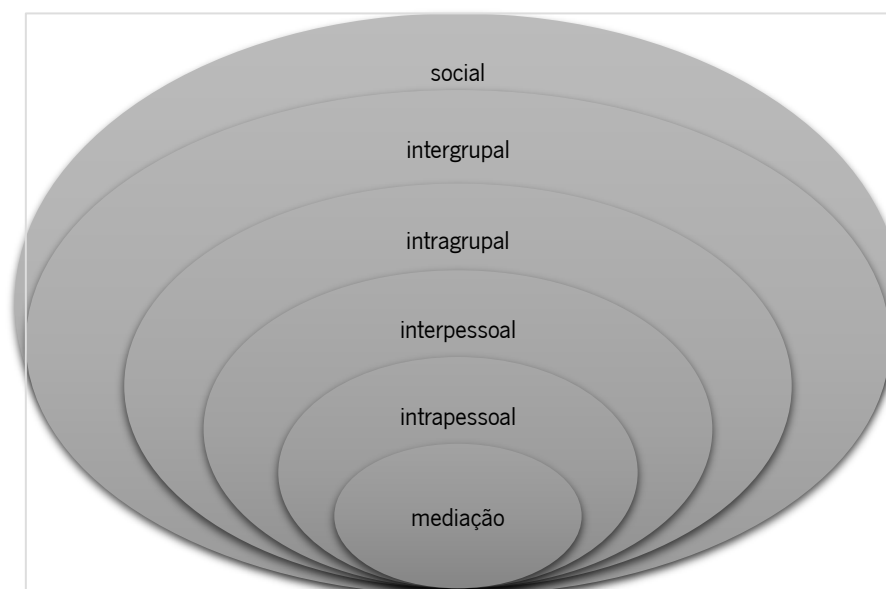 social
intergrupal
intragrupal
interpessoal
intrapessoal
mediação